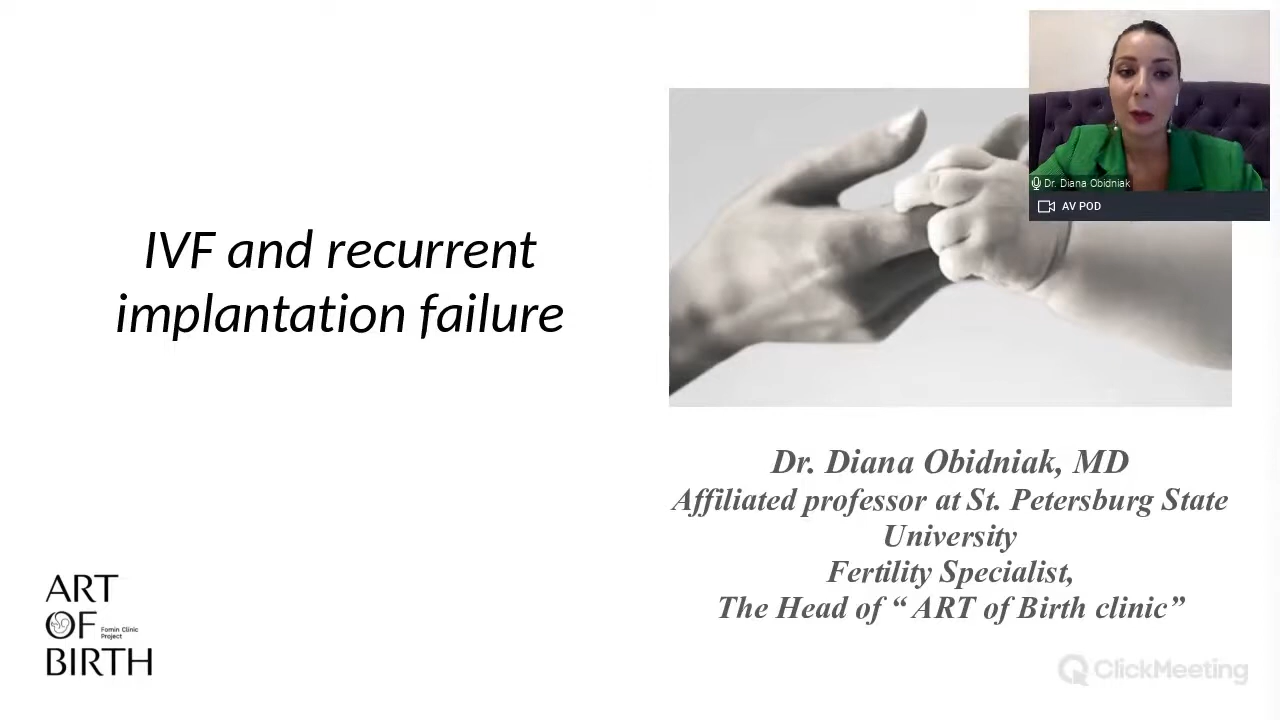 IVF and recurrent
implantation failure
Dr. Diana Obidniak
AV POD
Dr. Diana Obidniak, MD
Affiliated professor at St. Petersburg State
University
Fertility Specialist,
The Head of “ ART of Birth clinic”
ART
OF
Fomin Clinic
Project
BIRTH
ClickMeeting